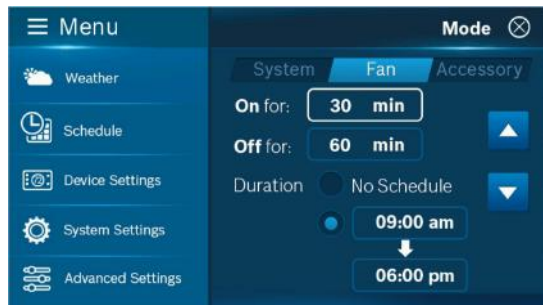 Menu
Mode
Weather
Schedule
Device Settings
System Settings
Advanced Settings
System Fan Accessory
On for: 30 min
Off for: 60 min
Duration No Schedule
09:00 am
06:00 pm